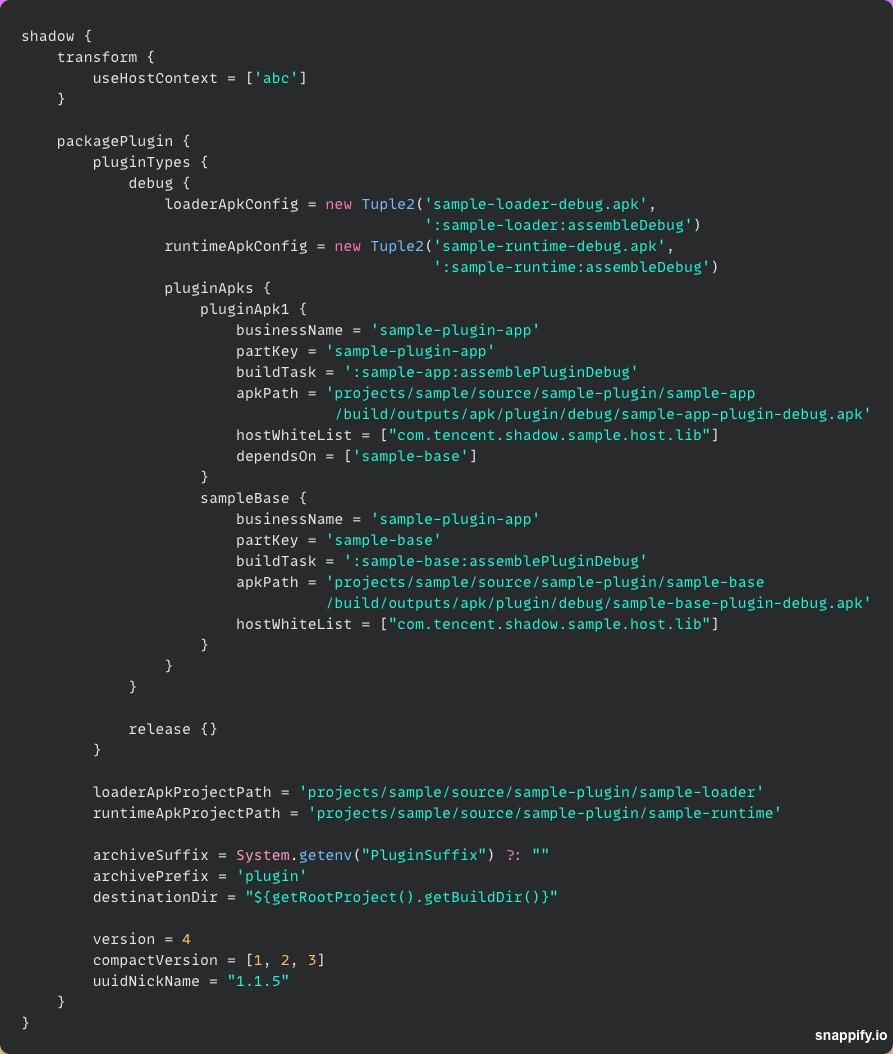 shadow {
    transform {
        useHostContext = ['abc']
    }

    packagePlugin {
        pluginTypes {
            debug {
                loaderApkConfig = new Tuple2('sample-loader-debug.apk',
                                             ':sample-loader:assembleDebug')
                runtimeApkConfig = new Tuple2('sample-runtime-debug.apk',
                                              ':sample-runtime:assembleDebug')
                pluginApks {
                    pluginApk1 {
                        businessName = 'sample-plugin-app'
                        partKey = 'sample-plugin-app'
                        buildTask = ':sample-app:assemblePluginDebug'
                        apkPath = 'projects/sample/source/sample-plugin/sample-app
                                   /build/outputs/apk/plugin/debug/sample-app-plugin-debug.apk'
                        hostWhiteList = ["com.tencent.shadow.sample.host.lib"]
                        dependsOn = ['sample-base']
                    }
                    sampleBase {
                        businessName = 'sample-plugin-app'
                        partKey = 'sample-base'
                        buildTask = ':sample-base:assemblePluginDebug'
                        apkPath = 'projects/sample/source/sample-plugin/sample-base
                                  /build/outputs/apk/plugin/debug/sample-base-plugin-debug.apk'
                        hostWhiteList = ["com.tencent.shadow.sample.host.lib"]
                    }
                }
            }

            release {}
        }

        loaderApkProjectPath = 'projects/sample/source/sample-plugin/sample-loader'
        runtimeApkProjectPath = 'projects/sample/source/sample-plugin/sample-runtime'

        archiveSuffix = System.getenv("PluginSuffix") ?: ""
        archivePrefix = 'plugin'
        destinationDir = "${getRootProject().getBuildDir()}"

        version = 4
        compactVersion = [1, 2, 3]
        uuidNickName = "1.1.5"
    }
}
snappify.io